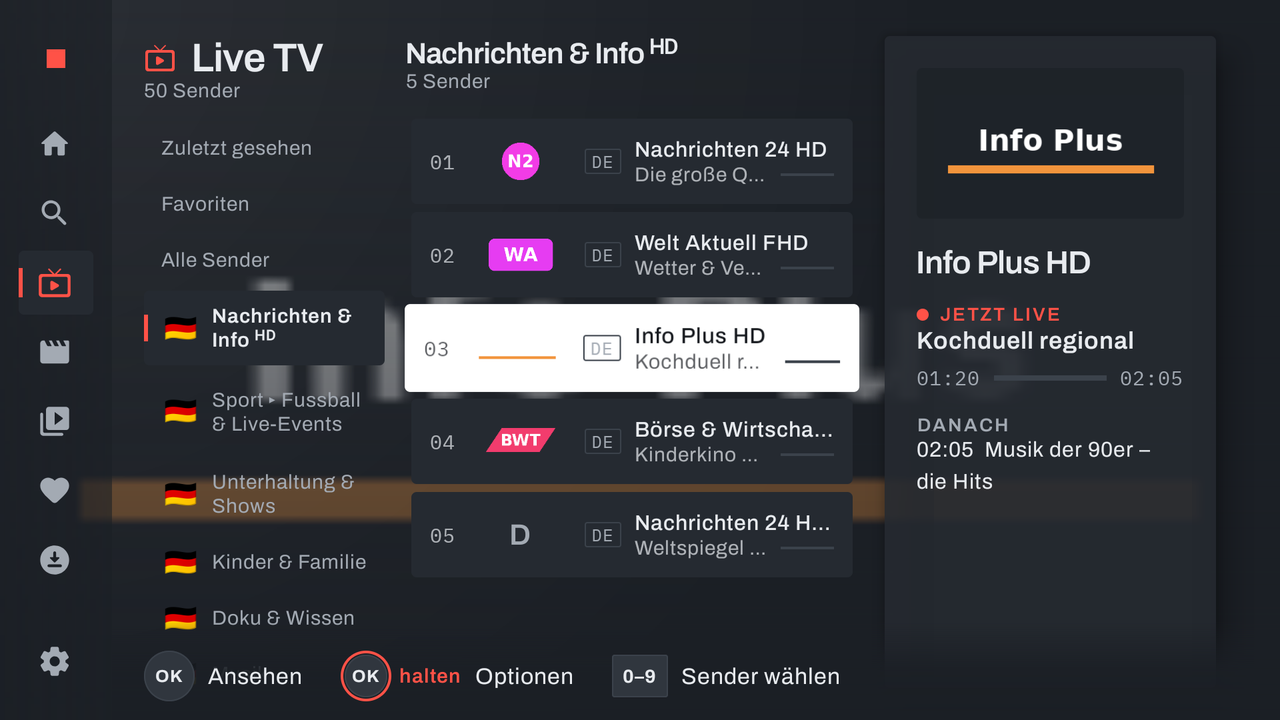 Live TV
50 Sender
Zuletzt gesehen
Favoriten
Alle Sender
Nachrichten &
Info ᴴᴰ
Sport ▸ Fussball
& Live-Events
Unterhaltung &
Shows
Kinder & Familie
Doku & Wissen
Nachrichten & Info ᴴᴰ
5 Sender
01 N2 DE Nachrichten 24 HD
Die große Q...
02 WA DE Welt Aktuell FHD
Wetter & Ve...
03 DE Info Plus HD
Kochduell r...
04 BWT DE Börse & Wirtscha...
Kinderkino ...
05 D DE Nachrichten 24 H...
Weltspiegel ...
Info Plus
Info Plus HD
JETZT LIVE
Kochduell regional
01:20 02:05
DANACH
02:05 Musik der 90er –
die Hits
OK Ansehen OK halten Optionen 0–9 Sender wählen